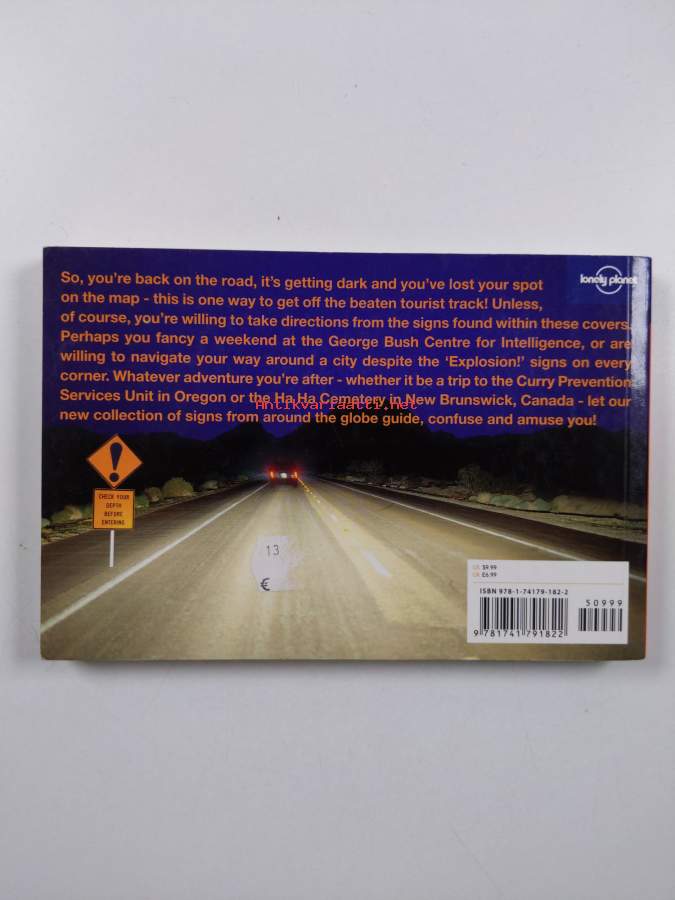 So, you're back on the road, it's getting dark and you've lost your spot
on the map - this is one way to get off the beaten tourist track! Unless,
of course, you're willing to take directions from the signs found within these covers.
Perhaps you fancy a weekend at the George Bush Centre for Intelligence, or are
willing to navigate your way around a city despite the 'Explosion!' signs on every
corner. Whatever adventure you're after - whether it be a trip to the Curry Prevention
Services Unit in Oregon or the Ha Ha Cemetery in New Brunswick, Canada - let our
new collection of signs from around the globe guide, confuse and amuse you!
lonely planet
Antikvariaatti.net
!
CHECK YOUR
DEPTH
BEFORE
ENTERING
13
€
US $9.99
UK £6.99
ISBN 978-1-74179-182-2
50999
9 781741 791822